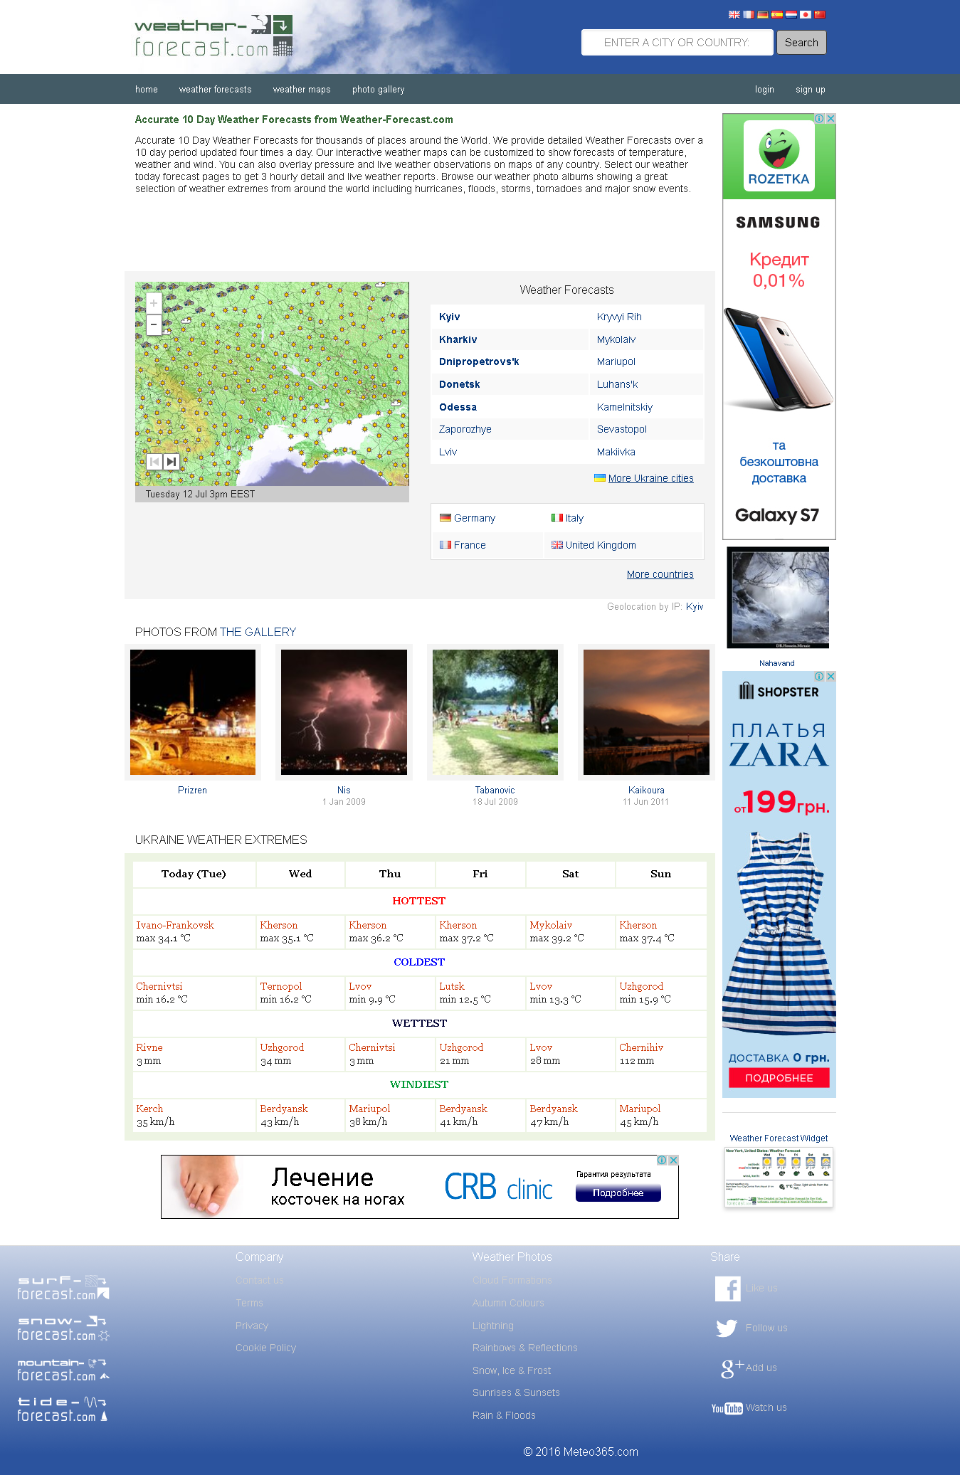 weather-
forecast.com
ENTER A CITY OR COUNTRY:
Search
home
weather forecasts
weather maps
photo gallery
login
sign up
Accurate 10 Day Weather Forecasts from Weather-Forecast.com
Accurate 10 Day Weather Forecasts for thousands of places around the World. We provide detailed Weather Forecasts over a
10 day period updated four times a day. Our interactive weather maps can be customized to show forecasts of temperature,
weather and wind. You can also overlay pressure and live weather observations on maps of any country. Select our weather
today forecast pages to get 3 hourly detail and live weather reports. Browse our weather photo albums showing a great
selection of weather extremes from around the world including hurricanes, floods, storms, tornadoes and major snow events.
ROZETKA
SAMSUNG
Кредит
0,01%
та
безкоштовна
доставка
Galaxy S7
+
−
Tuesday 12 Jul 3pm EEST
Weather Forecasts
Kyiv Kryvyi Rih
Kharkiv Mykolaiv
Dnipropetrovs'k Mariupol
Donetsk Luhans'k
Odessa Kamelnitskiy
Zaporozhye Sevastopol
Lviv Makiivka
More Ukraine cities
Germany Italy
France United Kingdom
More countries
Geolocation by IP: Kyiv
Nahavand
PHOTOS FROM THE GALLERY
Prizren
Nis
1 Jan 2009
Tabanovic
18 Jul 2009
Kaikoura
11 Jun 2011
SHOPSTER
ПЛАТЬЯ
ZARA
от 199 грн.
ДОСТАВКА 0 грн.
ПОДРОБНЕЕ
UKRAINE WEATHER EXTREMES
Today (Tue) Wed Thu Fri Sat Sun
HOTTEST
Ivano-Frankovsk Kherson Kherson Kherson Mykolaiv Kherson
max 34.1 °C max 35.1 °C max 36.2 °C max 37.2 °C max 39.2 °C max 37.4 °C
COLDEST
Chernivtsi Ternopol Lvov Lutsk Lvov Uzhgorod
min 16.2 °C min 16.2 °C min 9.9 °C min 12.5 °C min 13.3 °C min 15.9 °C
WETTEST
Rivne Uzhgorod Chernivtsi Uzhgorod Lvov Chernihiv
3 mm 34 mm 3 mm 21 mm 28 mm 112 mm
WINDIEST
Kerch Berdyansk Mariupol Berdyansk Berdyansk Mariupol
35 km/h 43 km/h 38 km/h 41 km/h 47 km/h 45 km/h
Weather Forecast Widget
Лечение
косточек на ногах
CRB clinic
Гарантия результата
Подробнее
surf-
forecast.com
snow-
forecast.com
mountain-
forecast.com
tide-
forecast.com
Company
Contact us
Terms
Privacy
Cookie Policy
Weather Photos
Cloud Formations
Autumn Colours
Lightning
Rainbows & Reflections
Snow, Ice & Frost
Sunrises & Sunsets
Rain & Floods
Share
Like us
Follow us
Add us
YouTube
Watch us
© 2016 Meteo365.com